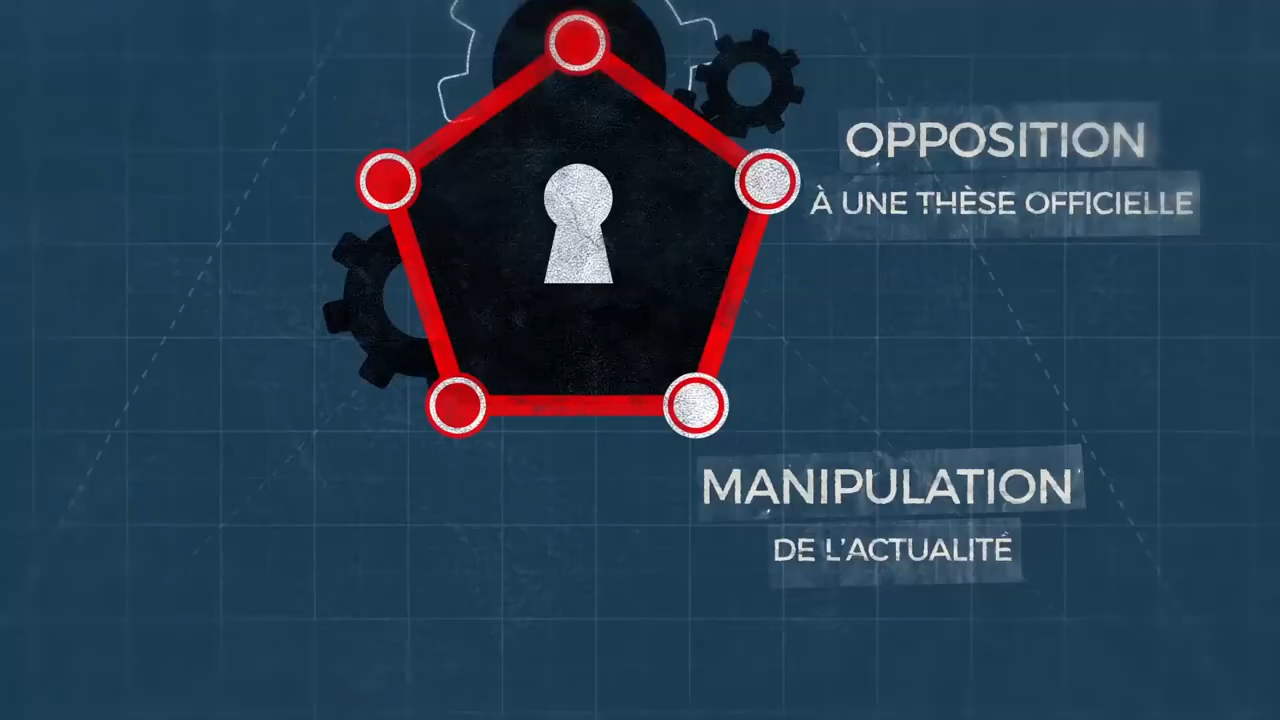 OPPOSITION
À UNE THÈSE OFFICIELLE
MANIPULATION
DE L'ACTUALITÉ